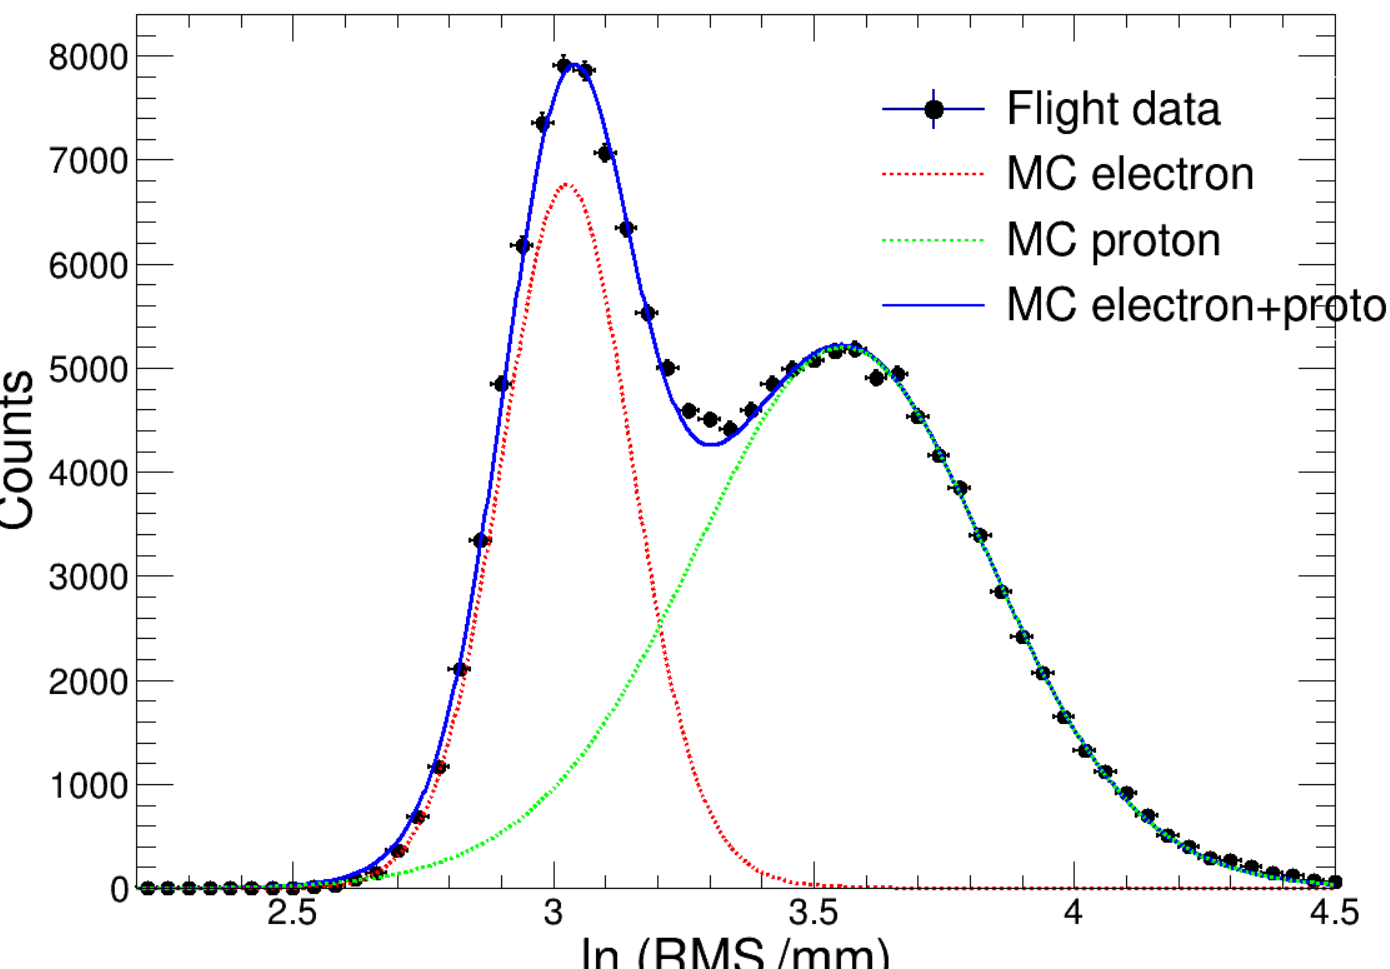 8000
7000
6000
5000
4000
3000
2000
1000
0
Counts
Flight data
MC electron
MC proton
MC electron+proto
2.5
3
3.5
4
4.5
ln (RMS /mm)